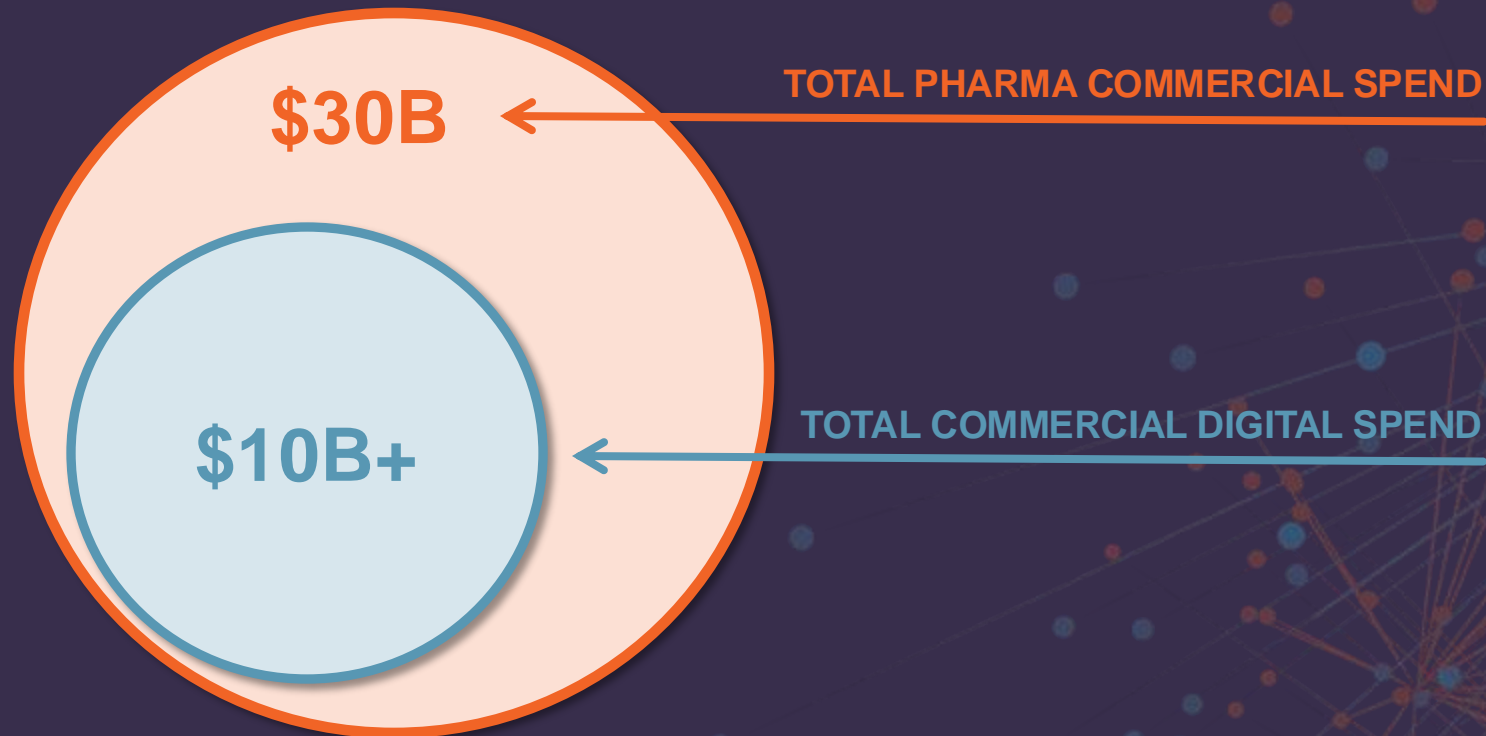 TOTAL PHARMA COMMERCIAL SPEND
$30B
TOTAL COMMERCIAL DIGITAL SPEND
$10B+